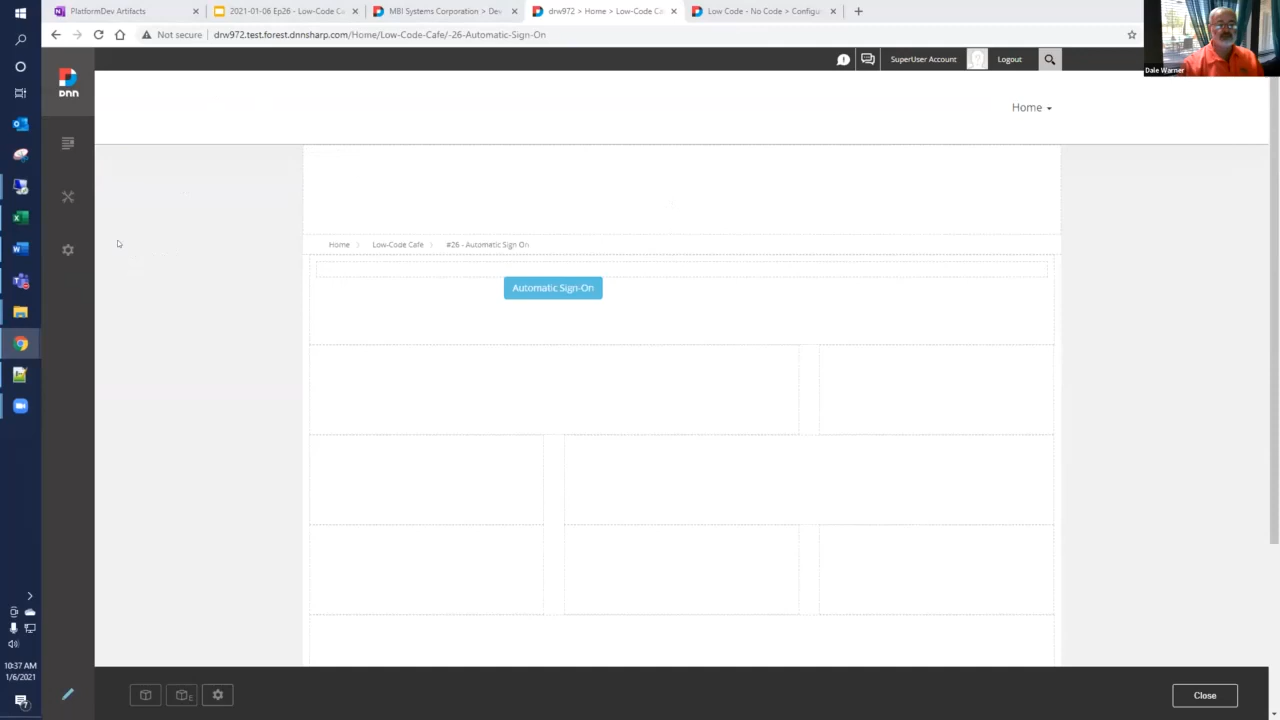 PlatformDev Artifacts
2021-01-06 Ep26 - Low-Code C
MBI Systems Corporation > De
drw972 > Home > Low-Code Ca
Low Code - No Code > Configu
Not secure
drw972.test.forest.dnnsharp.com/Home/Low-Code-Cafe/-26-Automatic-Sign-On
Dale Warner
SuperUser Account
Logout
DNN
Home
Home
Low-Code Cafe
#26 - Automatic Sign On
Automatic Sign-On
10:37 AM
1/6/2021
7
E
Close